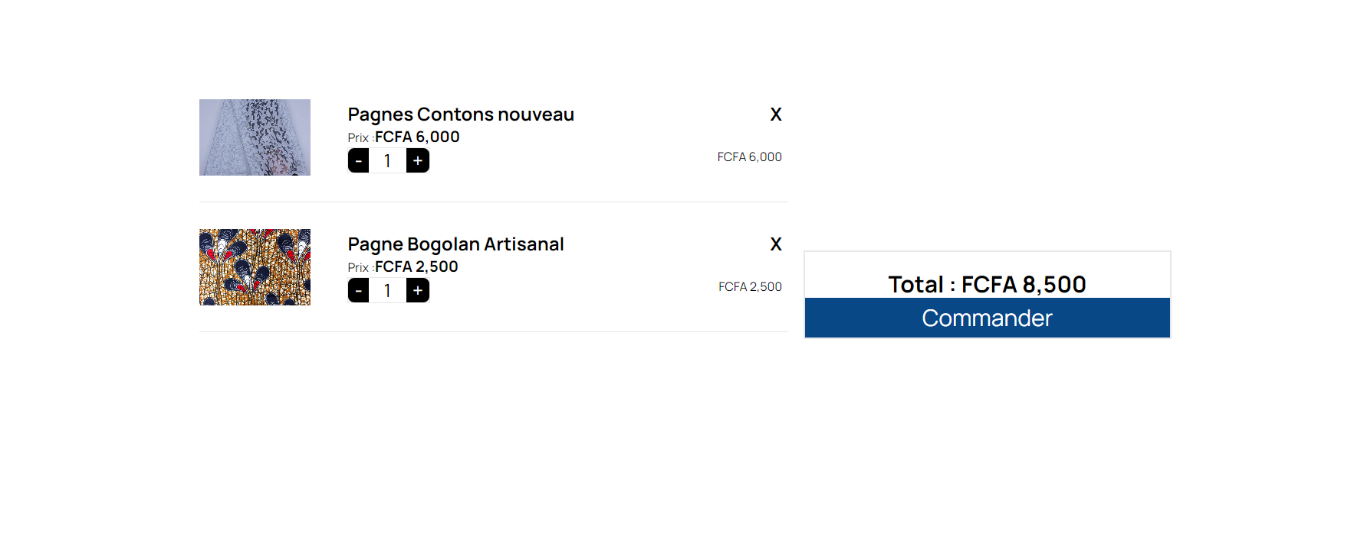 Pagnes Contons nouveau
X
Prix :FCFA 6,000
- 1 +
FCFA 6,000
Pagne Bogolan Artisanal
X
Prix :FCFA 2,500
- 1 +
FCFA 2,500
Total : FCFA 8,500
Commander